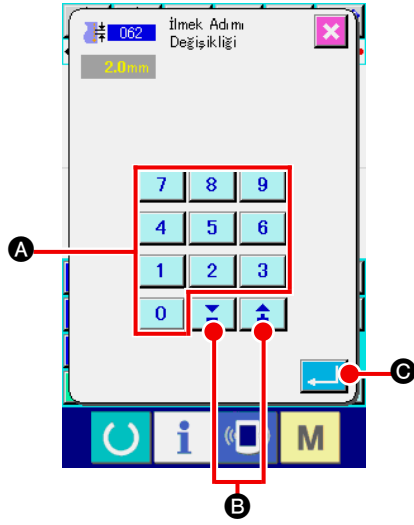 062
İlmek Adımı
Değişikliği
2.0mm
7 8 9
4 5 6
A
1 2 3
0
C
i M
B